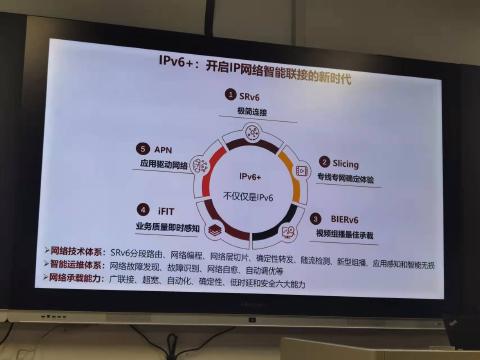 IPv6+：开启IP网络智能联接的新时代
1 SRv6
极简连接
5 APN
应用驱动网络
2 Slicing
专线专网确定体验
IPv6+
不仅仅是IPv6
4 iFIT
业务质量即时感知
3 BIERv6
视频组播最佳承载
➤网络技术体系：SRv6分段路由、网络编程、网络层切片、确定性转发、随流检测、新型组播、应用感知和智能无损
➤智能运维体系：网络故障发现、故障识别、网络自愈、自动调优等
➤网络承载能力：广联接、超宽、自动化、确定性、低时延和安全六大能力